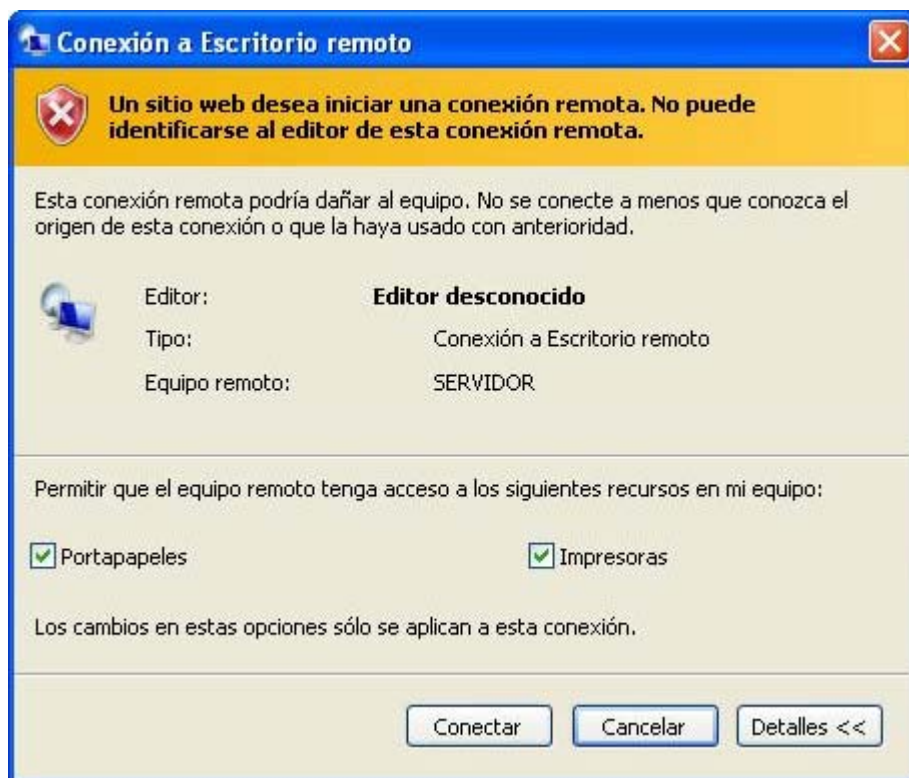 Conexión a Escritorio remoto
Un sitio web desea iniciar una conexión remota. No puede
identificarse al editor de esta conexión remota.
Esta conexión remota podría dañar al equipo. No se conecte a menos que conozca el
origen de esta conexión o que la haya usado con anterioridad.
Editor: Editor desconocido
Tipo: Conexión a Escritorio remoto
Equipo remoto: SERVIDOR
Permitir que el equipo remoto tenga acceso a los siguientes recursos en mi equipo:
Portapapeles Impresoras
Los cambios en estas opciones sólo se aplican a esta conexión.
Conectar Cancelar Detalles <<